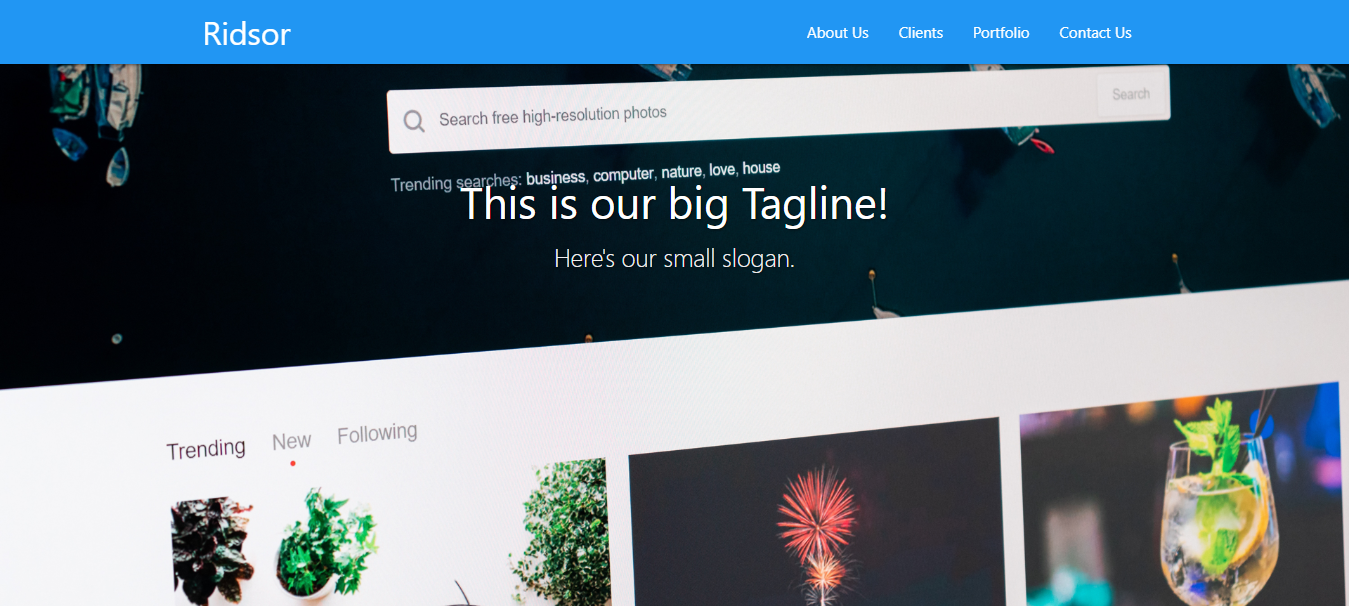 Ridsor
About Us Clients Portfolio Contact Us
Search free high-resolution photos
Search
Trending searches: business, computer, nature, love, house
This is our big Tagline!
Here's our small slogan.
Trending New Following